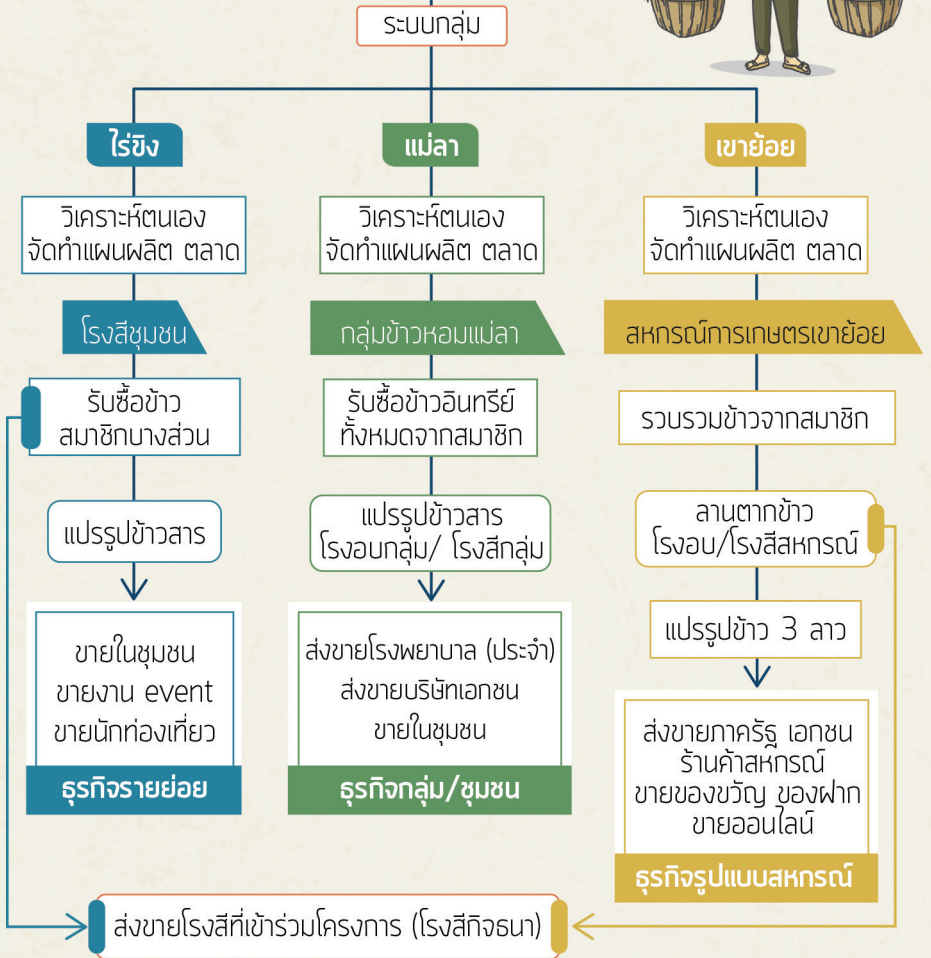 ระบบกลุ่ม
ไร่ขิง
วิเคราะห์ตนเอง
จัดทำแผนผลิต ตลาด
โรงสีชุมชน
รับซื้อข้าว
สมาชิกบางส่วน
แปรรูปข้าวสาร
ขายในชุมชน
ขายงาน event
ขายนักท่องเที่ยว
ธุรกิจรายย่อย
แม่ลา
วิเคราะห์ตนเอง
จัดทำแผนผลิต ตลาด
กลุ่มข้าวหอมแม่ลา
รับซื้อข้าวอินทรีย์
ทั้งหมดจากสมาชิก
แปรรูปข้าวสาร
โรงอบกลุ่ม/ โรงสีกลุ่ม
ส่งขายโรงพยาบาล (ประจำ)
ส่งขายบริษัทเอกชน
ขายในชุมชน
ธุรกิจกลุ่ม/ชุมชน
เขาย้อย
วิเคราะห์ตนเอง
จัดทำแผนผลิต ตลาด
สหกรณ์การเกษตรเขาย้อย
รวบรวมข้าวจากสมาชิก
ลานตากข้าว
โรงอบ/โรงสีสหกรณ์
แปรรูปข้าว 3 ลาว
ส่งขายภาครัฐ เอกชน
ร้านค้าสหกรณ์
ขายของขวัญ ของฝาก
ขายออนไลน์
ธุรกิจรูปแบบสหกรณ์
ส่งขายโรงสีที่เข้าร่วมโครงการ (โรงสีกิจธนา)